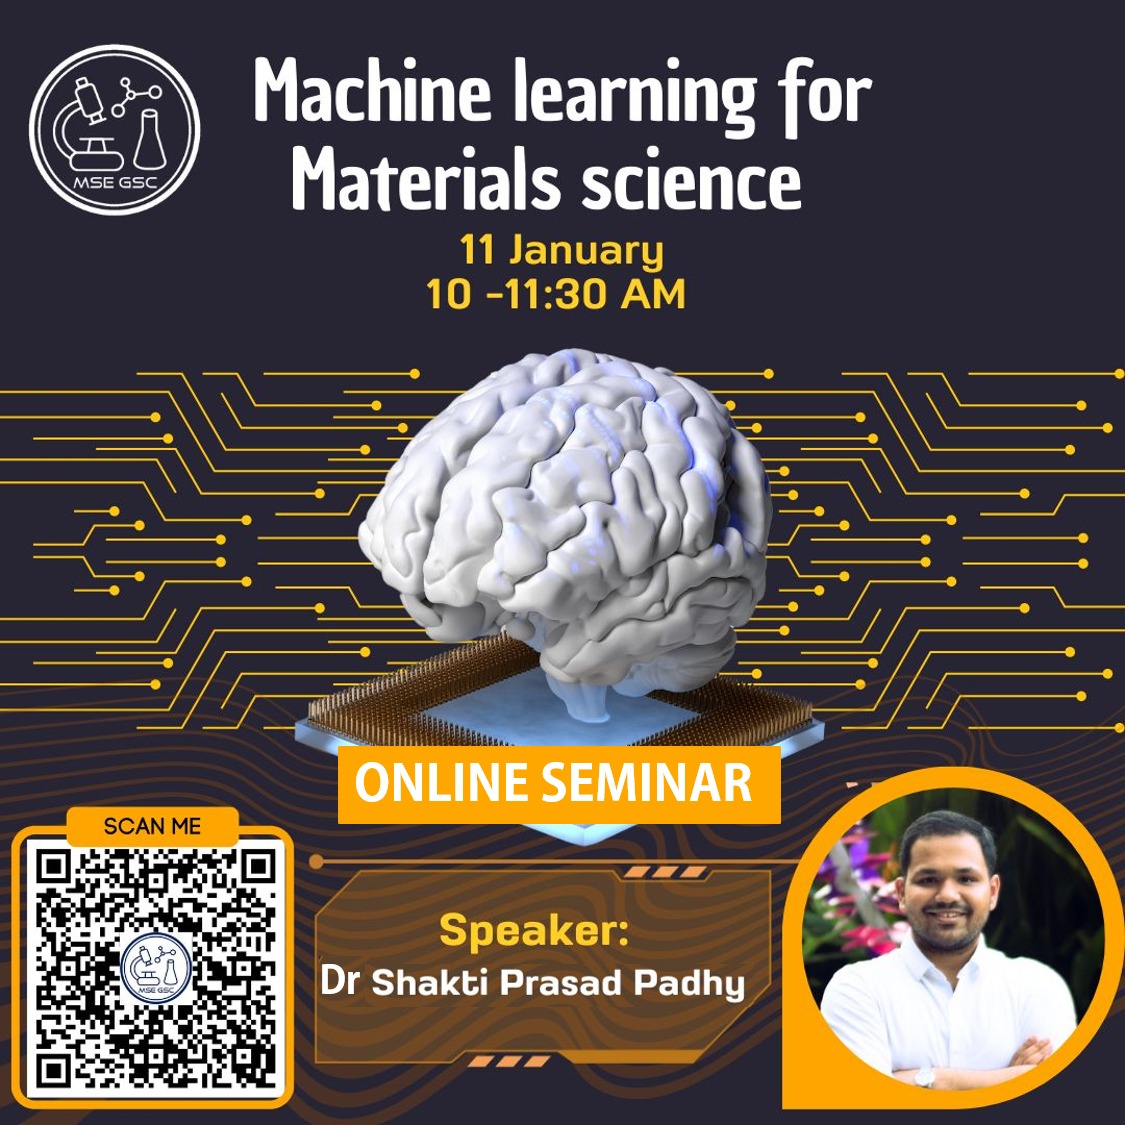 MSE GSC
Machine learning for
Materials science
11 January
10 -11:30 AM
ONLINE SEMINAR
SCAN ME
MSE GSC
Speaker:
Dr Shakti Prasad Padhy